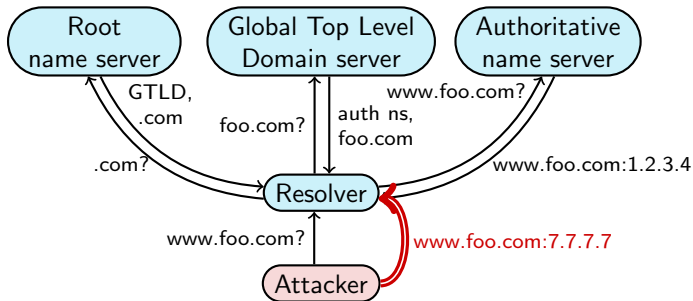 Root
name server
Global Top Level
Domain server
Authoritative
name server
GTLD,
.com
www.foo.com?
foo.com?
auth ns,
foo.com
.com?
www.foo.com:1.2.3.4
Resolver
www.foo.com?
www.foo.com:7.7.7.7
Attacker